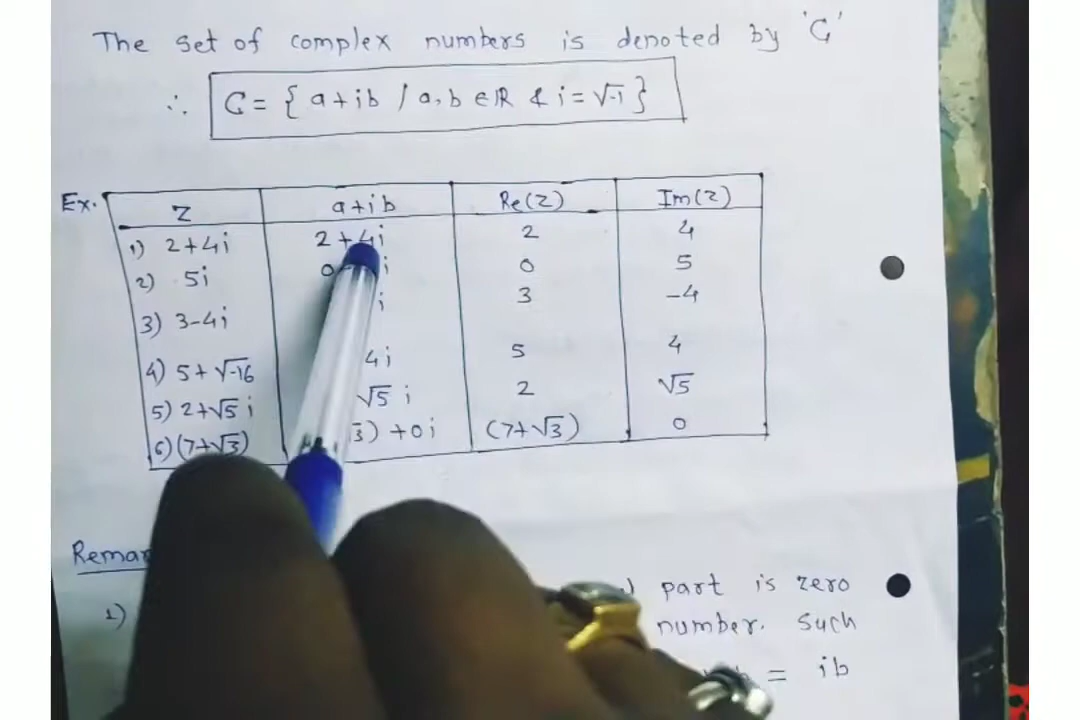 The set of complex numbers is denoted by 'C'
∴ C = { a+ib / a, b ∈ ℝ & i = √-1 }
Ex. Z a+ib Re(Z) Im(Z)
1) 2+4i 2+4i 2 4
2) 5i 0 i 0 5
3) 3-4i i 3 -4
4) 5+√-16 4i 5 4
5) 2+√5 i √5 i 2 √5
6) (7+√3) 3) +0i (7+√3) 0
1) part is zero
number. Such
= ib